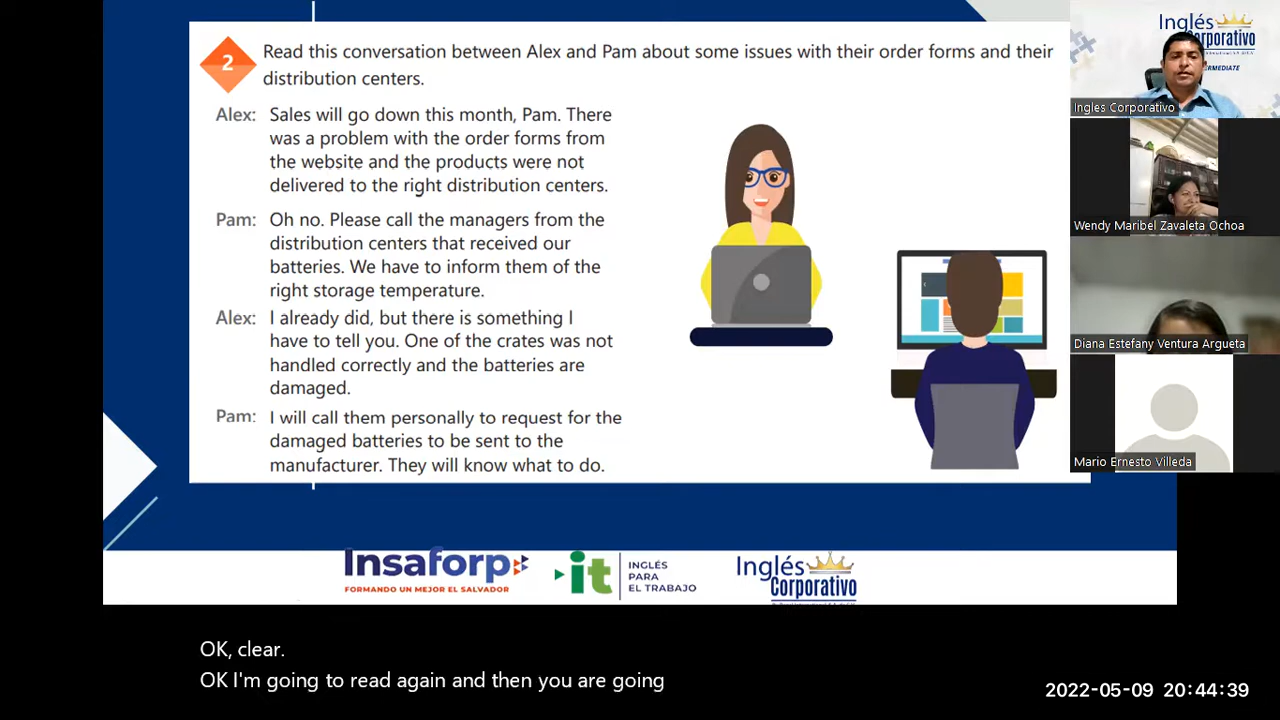 2
Read this conversation between Alex and Pam about some issues with their order forms and their
distribution centers.
Alex: Sales will go down this month, Pam. There
was a problem with the order forms from
the website and the products were not
delivered to the right distribution centers.
Pam: Oh no. Please call the managers from the
distribution centers that received our
batteries. We have to inform them of the
right storage temperature.
Alex: I already did, but there is something I
have to tell you. One of the crates was not
handled correctly and the batteries are
damaged.
Pam: I will call them personally to request for the
damaged batteries to be sent to the
manufacturer. They will know what to do.
Inglés
Corporativo
Ingles Corporativo
Wendy Maribel Zavaleta Ochoa
Diana Estefany Ventura Argueta
Mario Ernesto Villeda
Insaforp
FORMANDO UN MEJOR EL SALVADOR
it
INGLÉS
PARA
EL TRABAJO
Inglés
Corporativo
OK, clear.
OK I'm going to read again and then you are going
2022-05-09 20:44:39